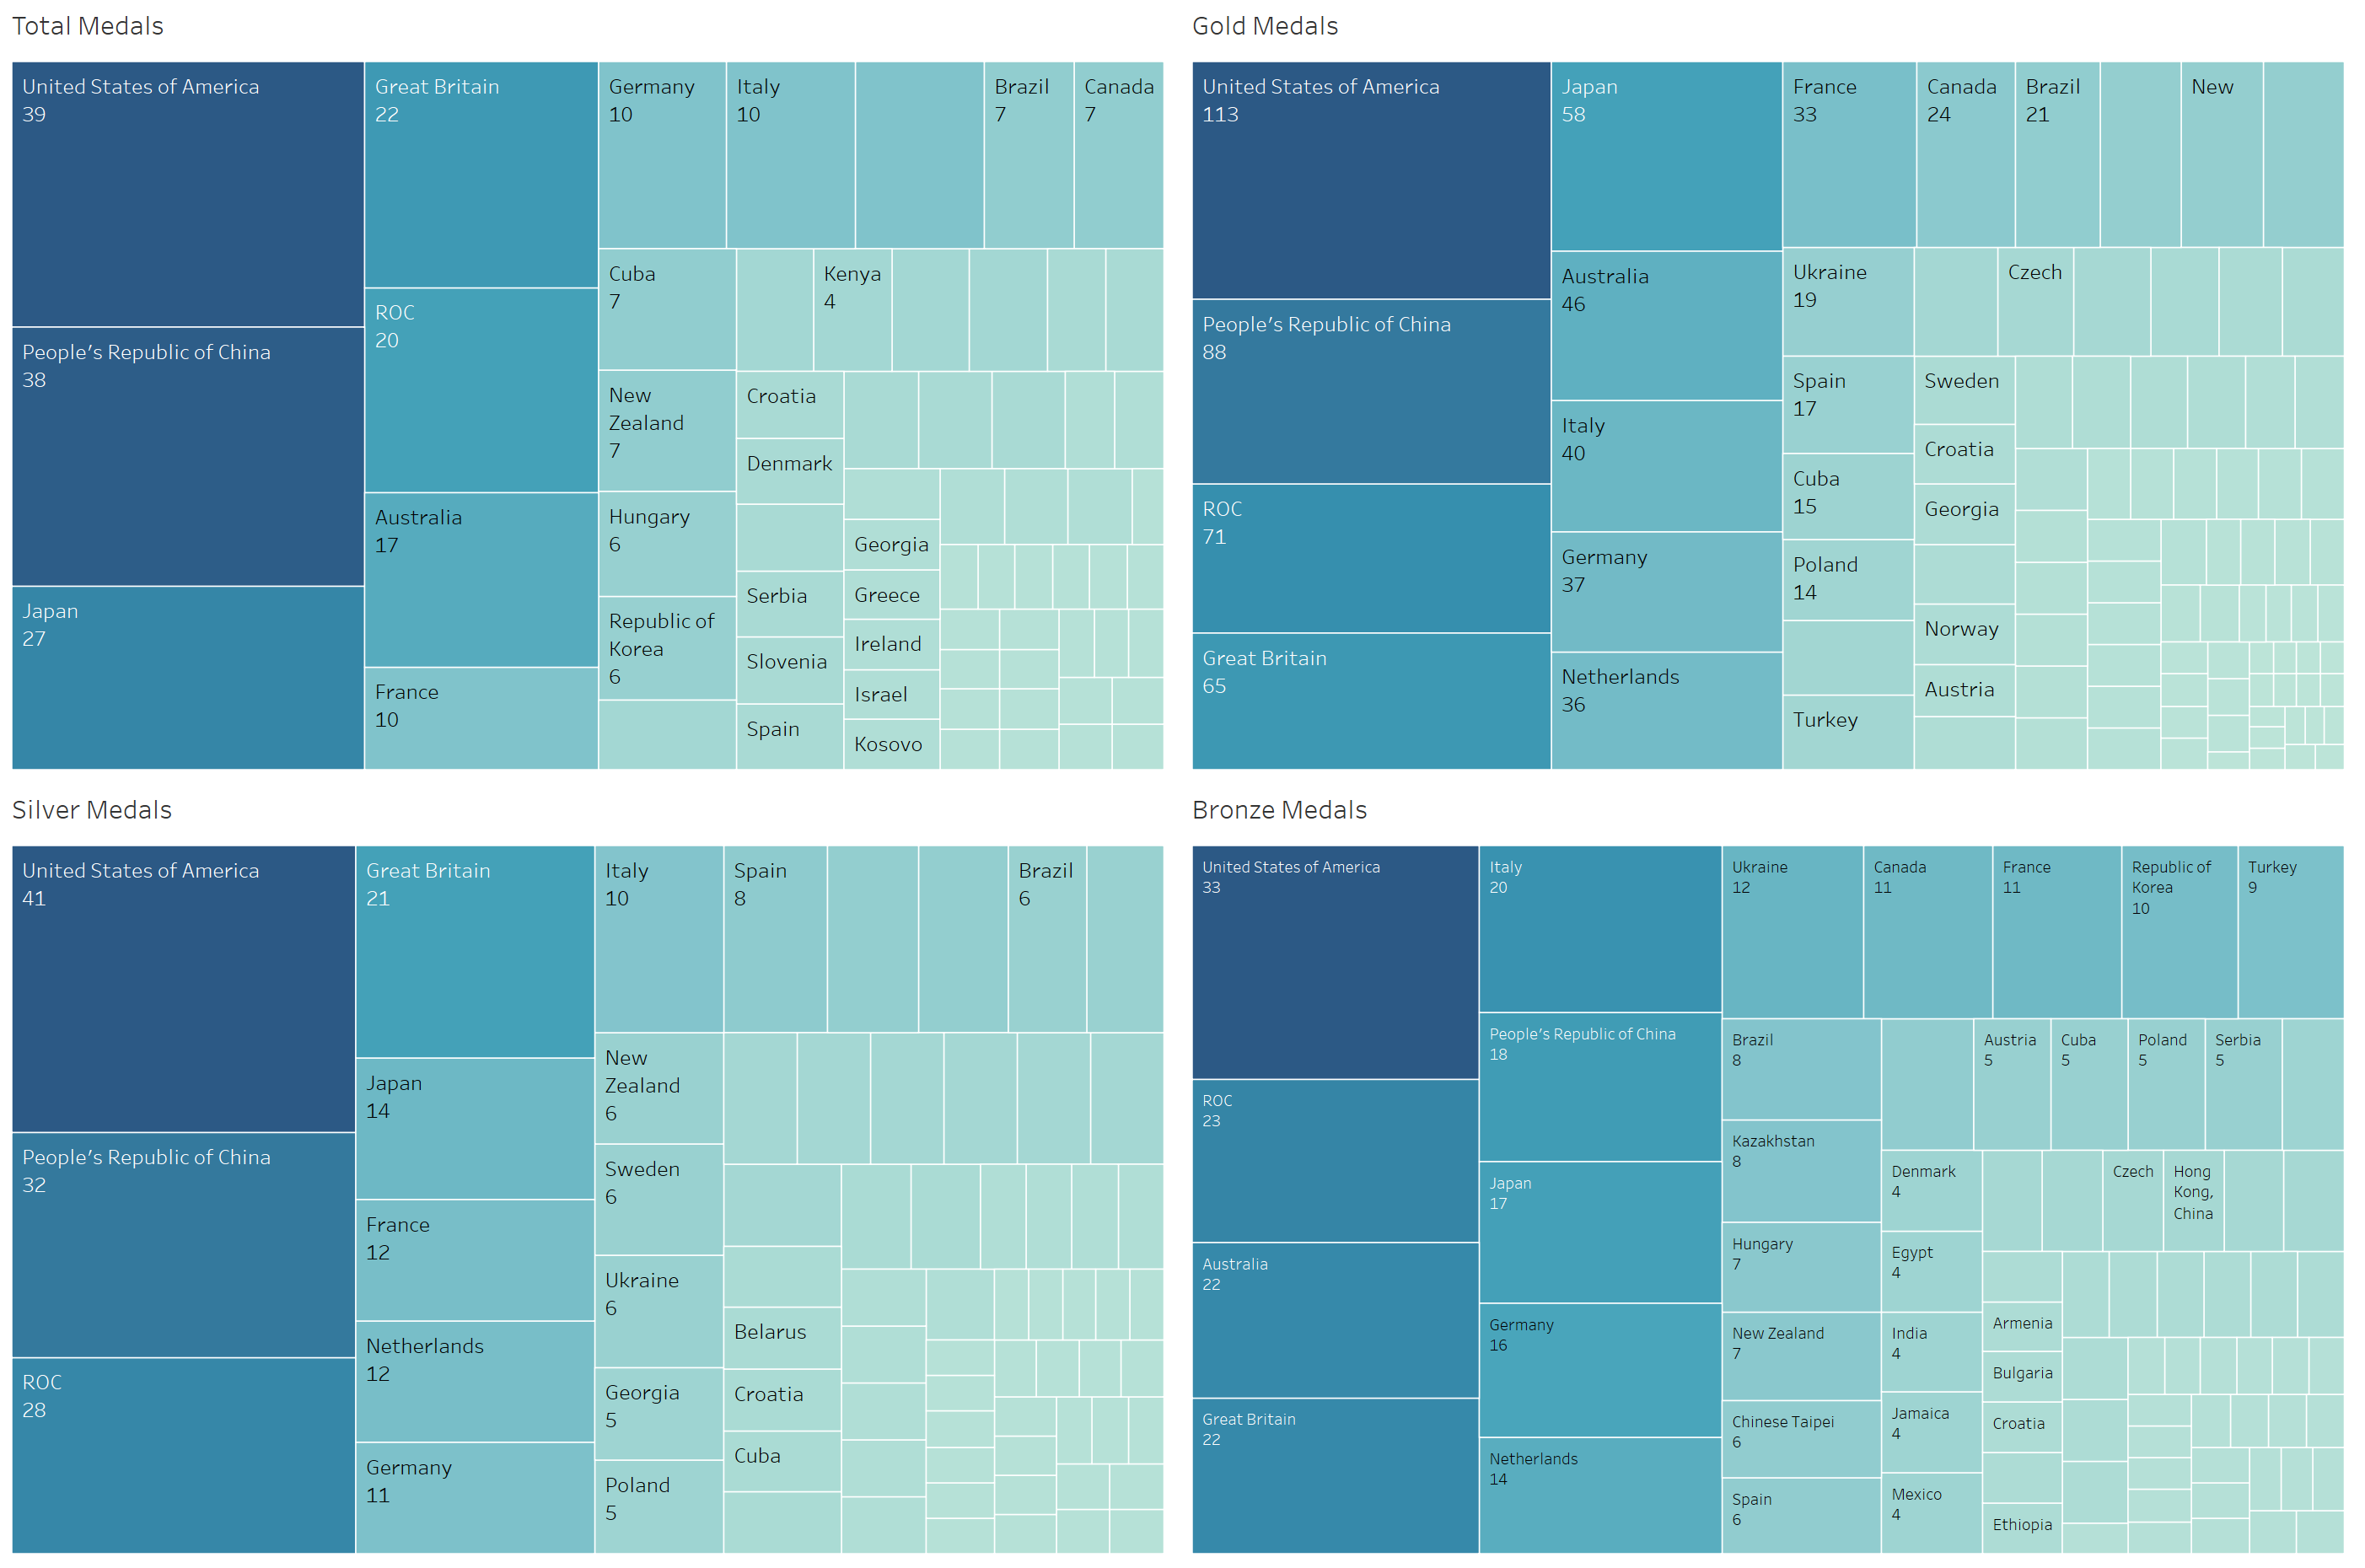 Total Medals
United States of America
39
People's Republic of China
38
Japan
27
Great Britain
22
ROC
20
Australia
17
France
10
Germany
10
Italy
10
Brazil
7
Canada
7
Cuba
7
New
Zealand
7
Hungary
6
Republic of
Korea
6
Kenya
4
Croatia
Denmark
Serbia
Slovenia
Spain
Georgia
Greece
Ireland
Israel
Kosovo
Gold Medals
United States of America
113
People's Republic of China
88
ROC
71
Great Britain
65
Japan
58
Australia
46
Italy
40
Germany
37
Netherlands
36
France
33
Canada
24
Brazil
21
New
Ukraine
19
Spain
17
Cuba
15
Poland
14
Turkey
Czech
Sweden
Croatia
Georgia
Norway
Austria
Silver Medals
United States of America
41
People's Republic of China
32
ROC
28
Great Britain
21
Japan
14
France
12
Netherlands
12
Germany
11
Italy
10
New
Zealand
6
Sweden
6
Ukraine
6
Georgia
5
Poland
5
Spain
8
Brazil
6
Belarus
Croatia
Cuba
Bronze Medals
United States of America
33
ROC
23
Australia
22
Great Britain
22
Italy
20
People's Republic of China
18
Japan
17
Germany
16
Netherlands
14
Ukraine
12
Canada
11
France
11
Republic of
Korea
10
Turkey
9
Brazil
8
Kazakhstan
8
Hungary
7
New Zealand
7
Chinese Taipei
6
Spain
6
Austria
5
Cuba
5
Poland
5
Serbia
5
Denmark
4
Egypt
4
India
4
Jamaica
4
Mexico
4
Czech
Hong
Kong,
China
Armenia
Bulgaria
Croatia
Ethiopia